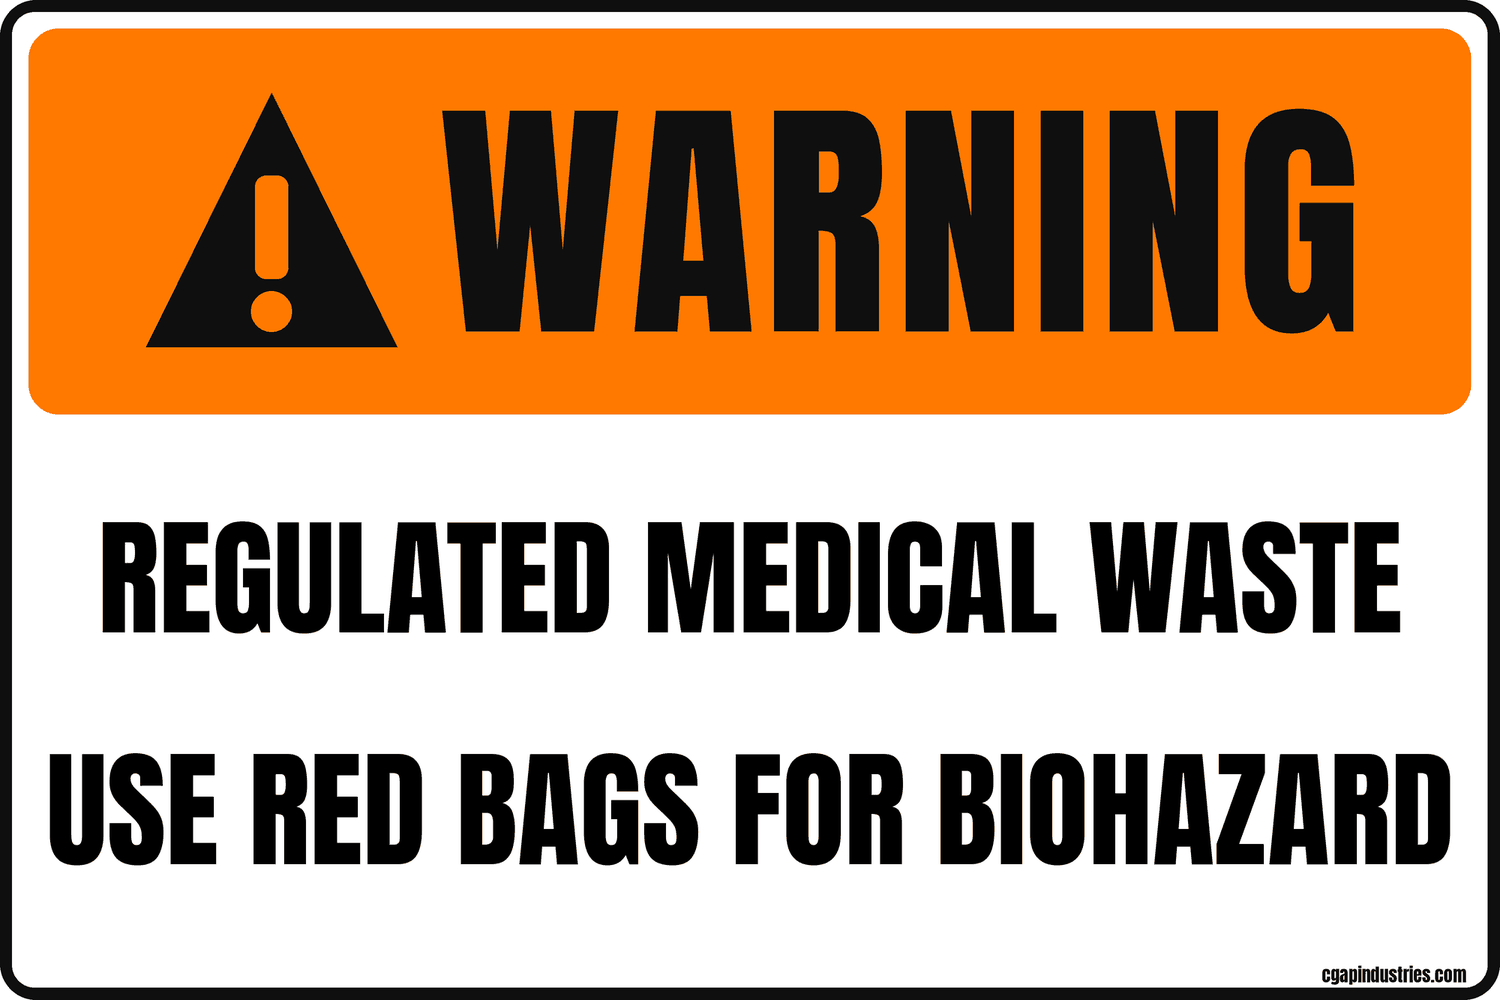 WARNING
REGULATED MEDICAL WASTE
USE RED BAGS FOR BIOHAZARD
cgapindustries.com